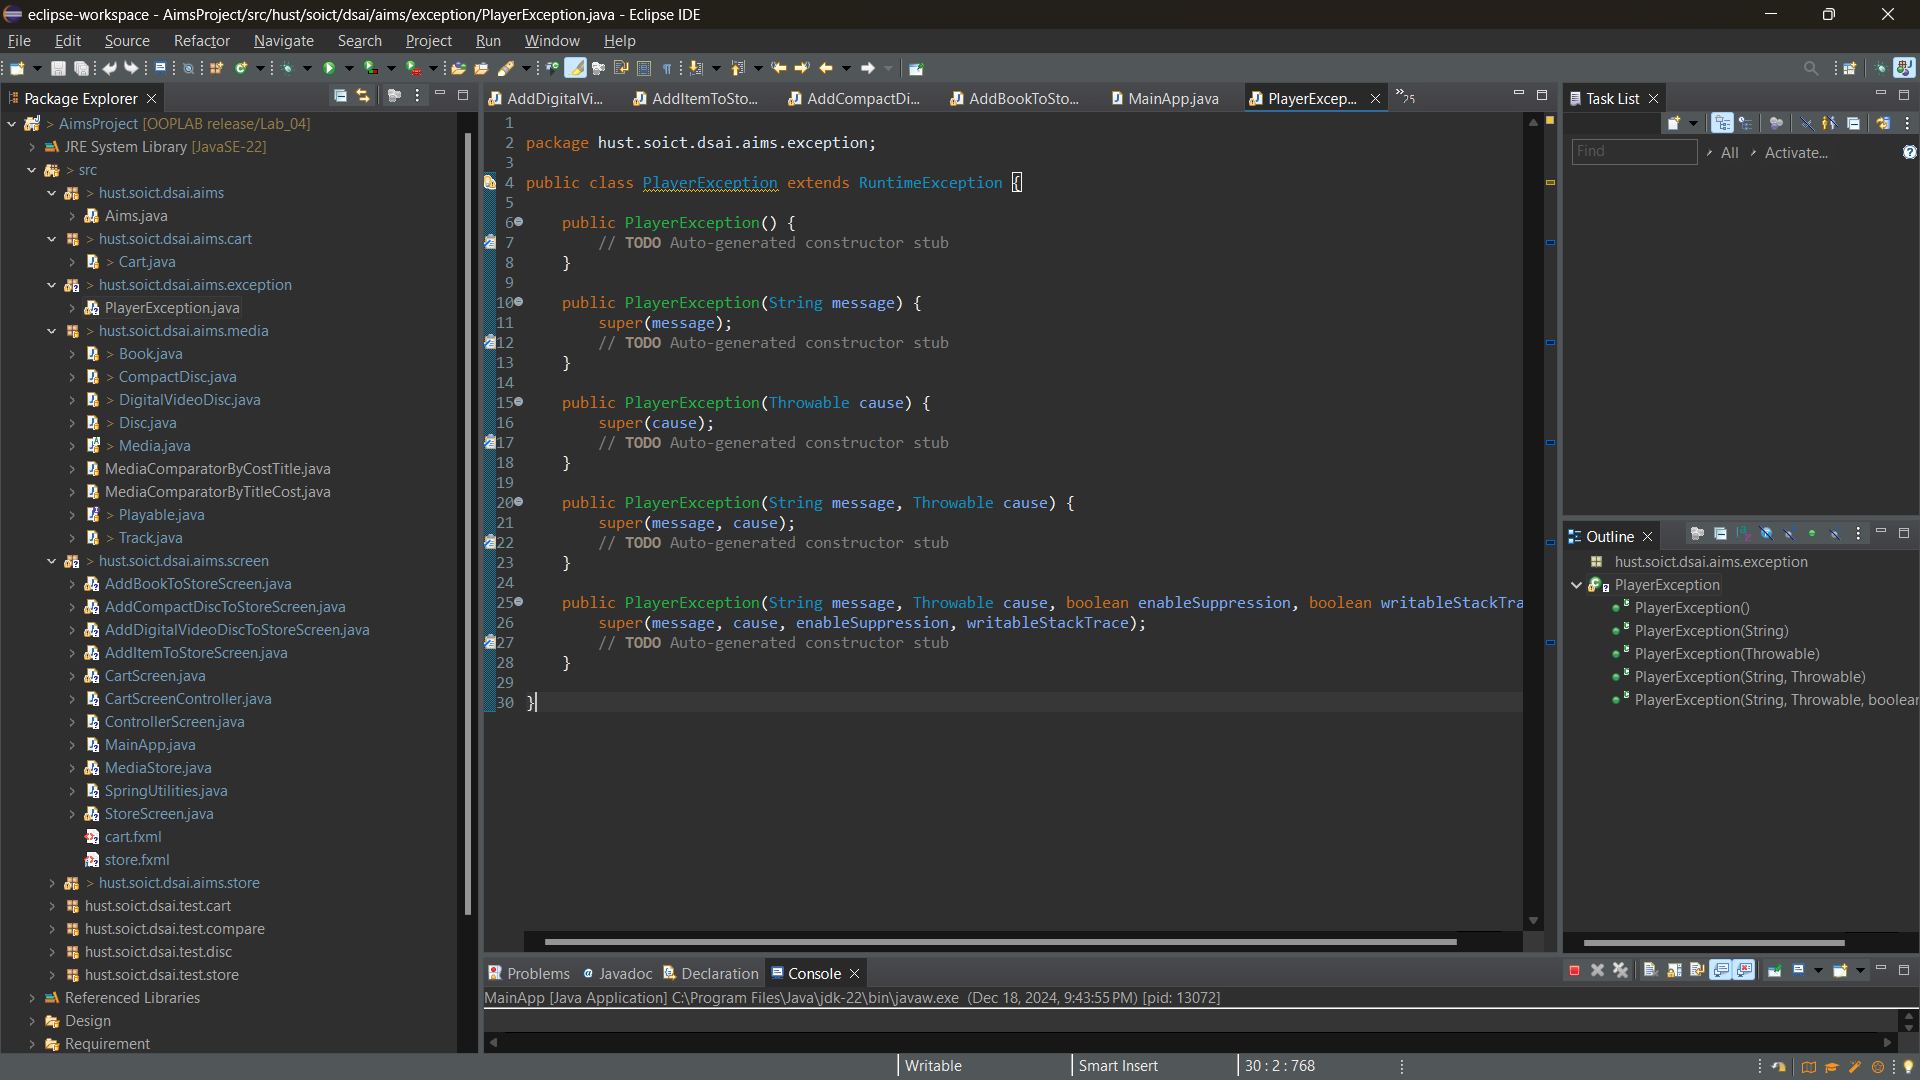 eclipse-workspace - AimsProject/src/hust/soict/dsai/aims/exception/PlayerException.java - Eclipse IDE
File Edit Source Refactor Navigate Search Project Run Window Help
Package Explorer
> AimsProject [OOPLAB release/Lab_04]
JRE System Library [JavaSE-22]
> src
> hust.soict.dsai.aims
Aims.java
> hust.soict.dsai.aims.cart
> Cart.java
> hust.soict.dsai.aims.exception
PlayerException.java
> hust.soict.dsai.aims.media
> Book.java
> CompactDisc.java
> DigitalVideoDisc.java
> Disc.java
> Media.java
MediaComparatorByCostTitle.java
MediaComparatorByTitleCost.java
> Playable.java
> Track.java
> hust.soict.dsai.aims.screen
AddBookToStoreScreen.java
AddCompactDiscToStoreScreen.java
AddDigitalVideoDiscToStoreScreen.java
AddItemToStoreScreen.java
CartScreen.java
CartScreenController.java
ControllerScreen.java
MainApp.java
MediaStore.java
SpringUtilities.java
StoreScreen.java
cart.fxml
store.fxml
> hust.soict.dsai.aims.store
hust.soict.dsai.test.cart
hust.soict.dsai.test.compare
hust.soict.dsai.test.disc
hust.soict.dsai.test.store
Referenced Libraries
Design
Requirement
AddDigitalVi... AddItemToSto... AddCompactDi... AddBookToSto... MainApp.java PlayerExcep... »25
1
2 package hust.soict.dsai.aims.exception;
3
4 public class PlayerException extends RuntimeException {
5
6 public PlayerException() {
7 // TODO Auto-generated constructor stub
8 }
9
10 public PlayerException(String message) {
11 super(message);
12 // TODO Auto-generated constructor stub
13 }
14
15 public PlayerException(Throwable cause) {
16 super(cause);
17 // TODO Auto-generated constructor stub
18 }
19
20 public PlayerException(String message, Throwable cause) {
21 super(message, cause);
22 // TODO Auto-generated constructor stub
23 }
24
25 public PlayerException(String message, Throwable cause, boolean enableSuppression, boolean writableStackTra
26 super(message, cause, enableSuppression, writableStackTrace);
27 // TODO Auto-generated constructor stub
28 }
29
30 }
Task List
Find All Activate...
Outline
hust.soict.dsai.aims.exception
PlayerException
PlayerException()
PlayerException(String)
PlayerException(Throwable)
PlayerException(String, Throwable)
PlayerException(String, Throwable, boolean
Problems Javadoc Declaration Console
MainApp [Java Application] C:\Program Files\Java\jdk-22\bin\javaw.exe (Dec 18, 2024, 9:43:55 PM) [pid: 13072]
Writable Smart Insert 30 : 2 : 768